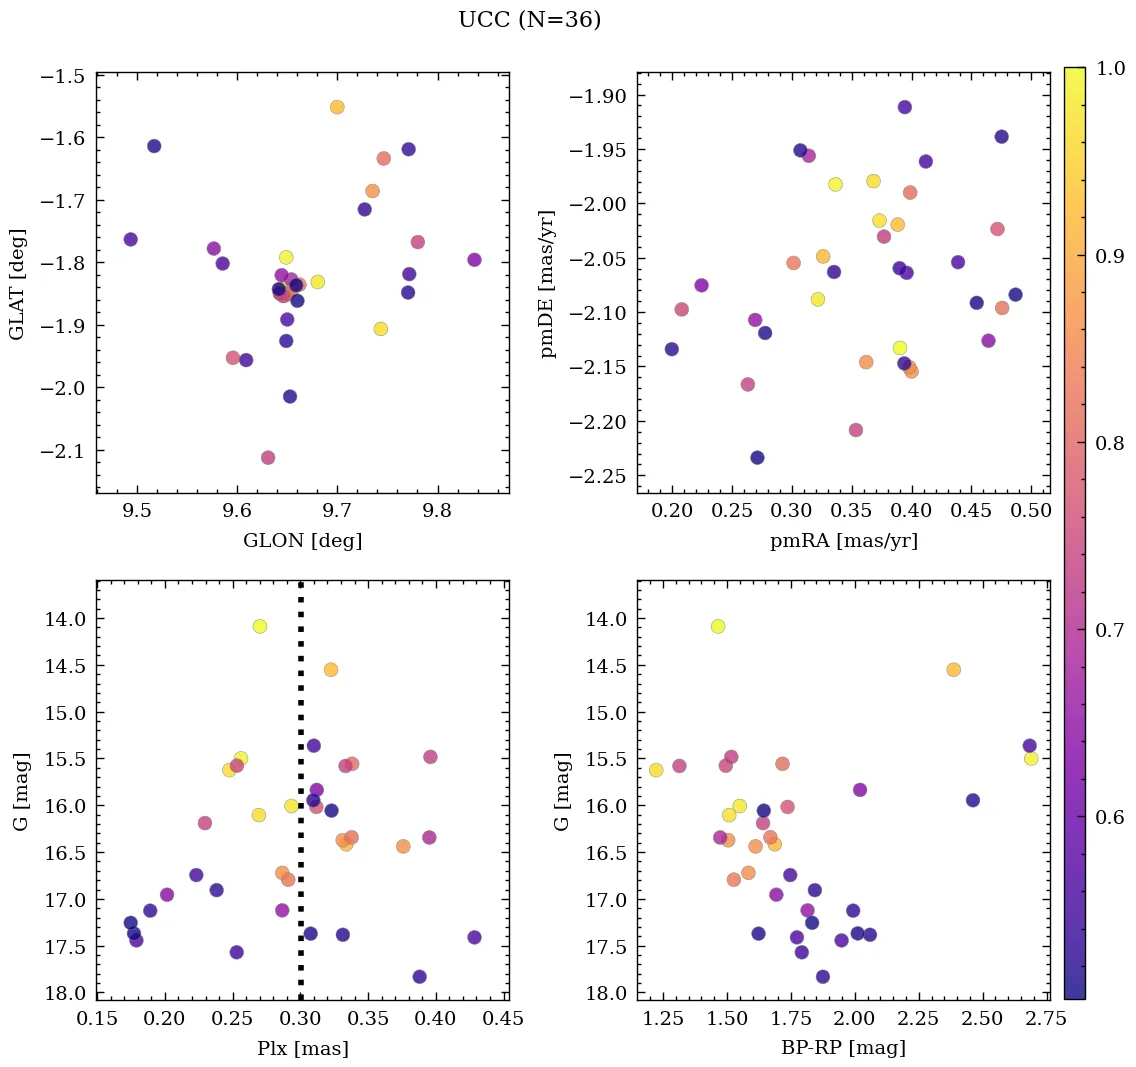 UCC (N=36)
−1.5
−1.6
−1.7
−1.8
−1.9
−2.0
−2.1
GLAT [deg]
9.5 9.6 9.7 9.8
GLON [deg]
−1.90
−1.95
−2.00
−2.05
−2.10
−2.15
−2.20
−2.25
pmDE [mas/yr]
0.20 0.25 0.30 0.35 0.40 0.45 0.50
pmRA [mas/yr]
14.0
14.5
15.0
15.5
16.0
16.5
17.0
17.5
18.0
G [mag]
0.15 0.20 0.25 0.30 0.35 0.40 0.45
Plx [mas]
14.0
14.5
15.0
15.5
16.0
16.5
17.0
17.5
18.0
G [mag]
1.25 1.50 1.75 2.00 2.25 2.50 2.75
BP-RP [mag]
1.0
0.9
0.8
0.7
0.6